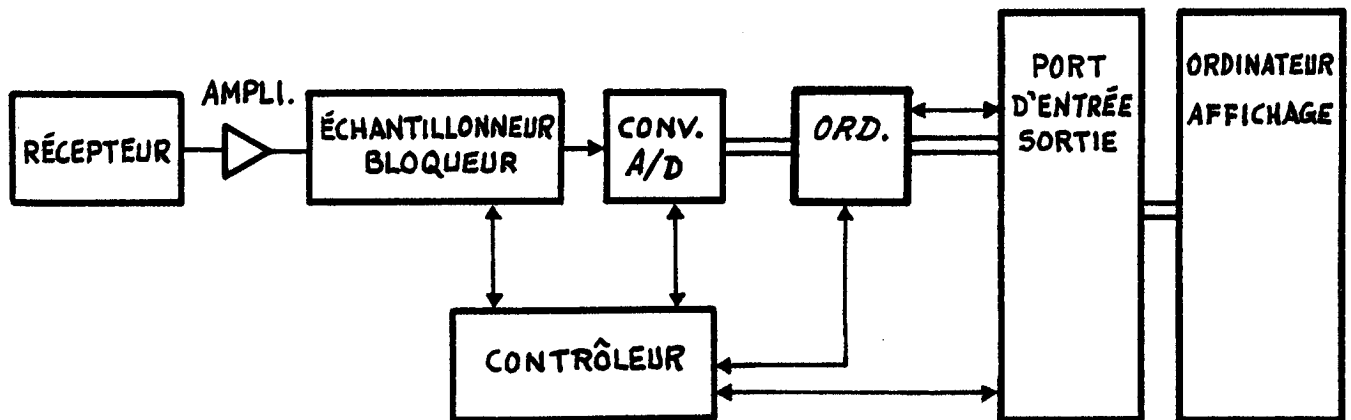 RÉCEPTEUR
AMPLI.
ÉCHANTILLONNEUR
BLOQUEUR
CONV.
A/D
ORD.
PORT
D'ENTRÉE
SORTIE
ORDINATEUR
AFFICHAGE
CONTRÔLEUR